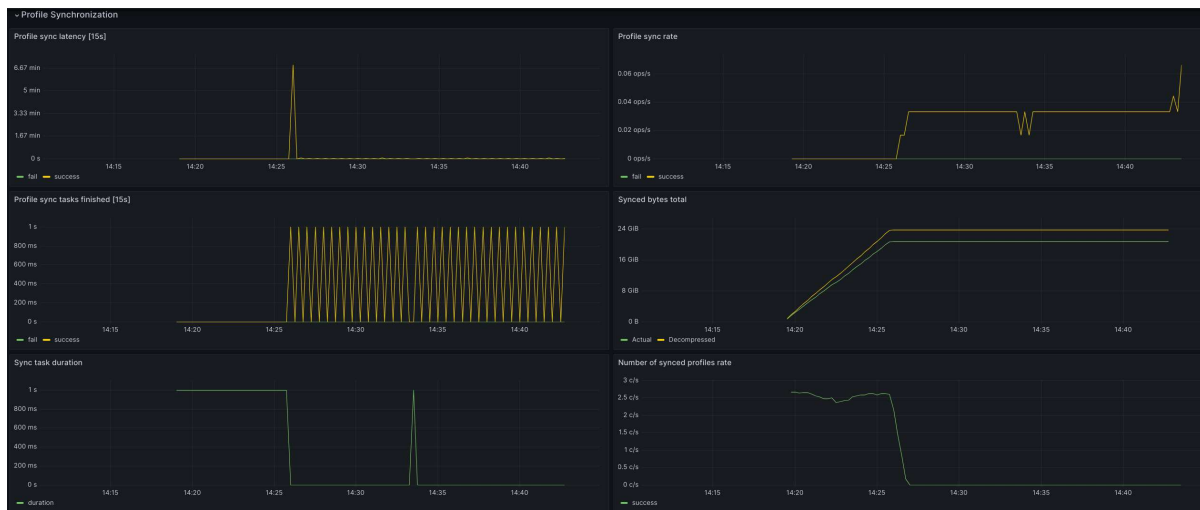 Profile Synchronization
Profile sync latency [15s]
6.67 min
5 min
3.33 min
1.67 min
0 s
14:15 14:20 14:25 14:30 14:35 14:40
fail success
Profile sync rate
0.06 ops/s
0.04 ops/s
0.02 ops/s
0 ops/s
14:15 14:20 14:25 14:30 14:35 14:40
fail success
Profile sync tasks finished [15s]
1 s
800 ms
600 ms
400 ms
200 ms
0 s
14:15 14:20 14:25 14:30 14:35 14:40
fail success
Synced bytes total
24 GiB
16 GiB
8 GiB
0 B
14:15 14:20 14:25 14:30 14:35 14:40
Actual Decompressed
Sync task duration
1 s
800 ms
600 ms
400 ms
200 ms
0 s
14:15 14:20 14:25 14:30 14:35 14:40
duration
Number of synced profiles rate
3 c/s
2.5 c/s
2 c/s
1.5 c/s
1 c/s
0.5 c/s
0 c/s
14:15 14:20 14:25 14:30 14:35 14:40
success